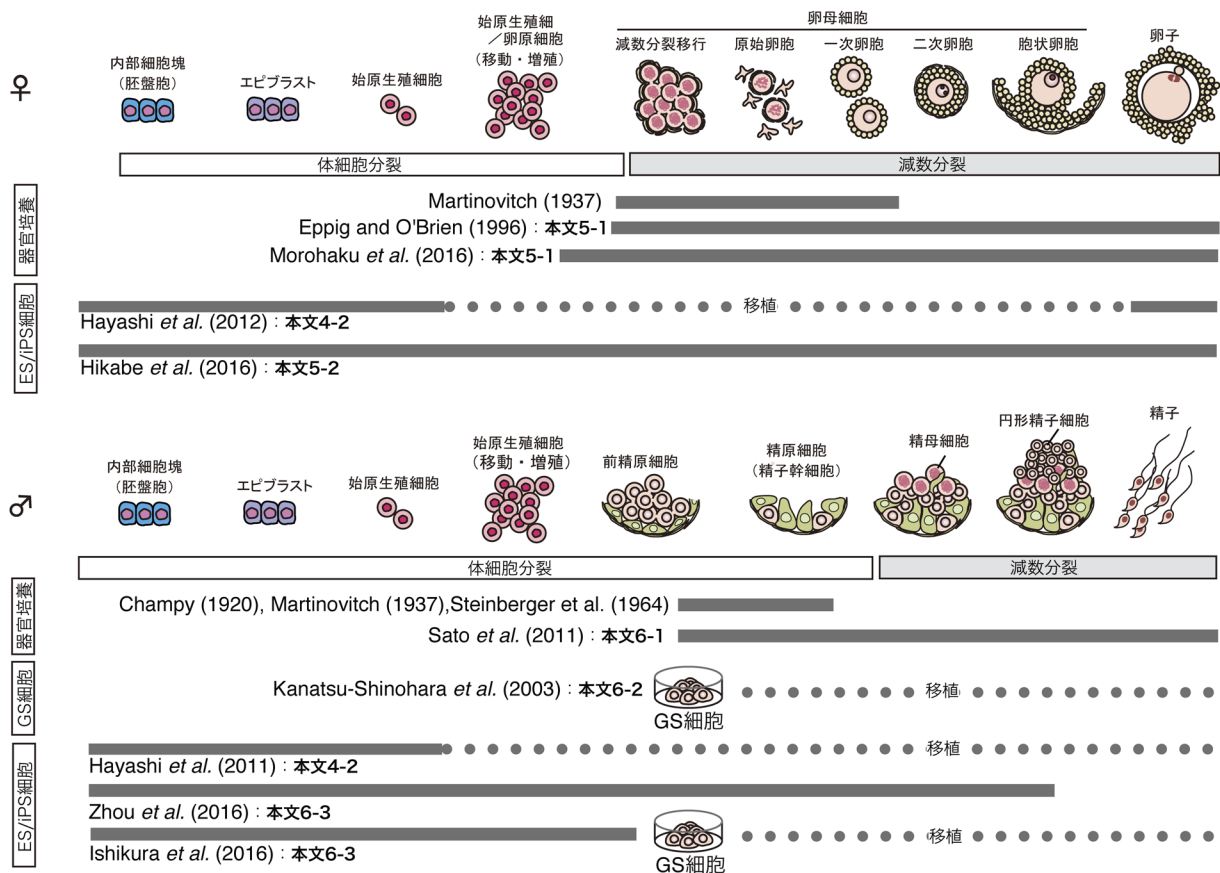 ♀
内部細胞塊
(胚盤胞)
エピブラスト
始原生殖細胞
始原生殖細
／卵原細胞
(移動・増殖)
卵母細胞
減数分裂移行
原始卵胞
一次卵胞
二次卵胞
胞状卵胞
卵子
体細胞分裂
減数分裂
器官培養
Martinovitch (1937)
Eppig and O'Brien (1996)：本文5-1
Morohaku et al. (2016)：本文5-1
ES/iPS細胞
移植
Hayashi et al. (2012)：本文4-2
Hikabe et al. (2016)：本文5-2
♂
内部細胞塊
(胚盤胞)
エピブラスト
始原生殖細胞
始原生殖細胞
(移動・増殖)
前精原細胞
精原細胞
(精子幹細胞)
精母細胞
円形精子細胞
精子
体細胞分裂
減数分裂
器官培養
Champy (1920), Martinovitch (1937),Steinberger et al. (1964)
Sato et al. (2011)：本文6-1
GS細胞
Kanatsu-Shinohara et al. (2003)：本文6-2
GS細胞
移植
ES/iPS細胞
移植
Hayashi et al. (2011)：本文4-2
Zhou et al. (2016)：本文6-3
移植
Ishikura et al. (2016)：本文6-3
GS細胞